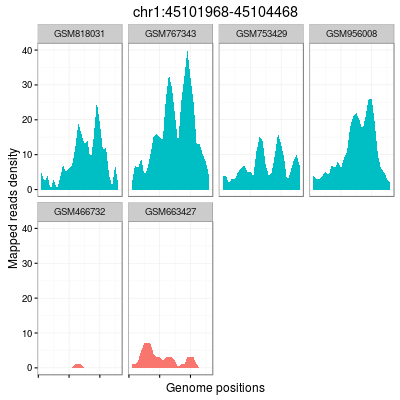 chr1:45101968-45104468
GSM818031 GSM767343 GSM753429 GSM956008
40
30
20
10
0
Mapped reads density
GSM466732 GSM663427
40
30
20
10
0
Genome positions